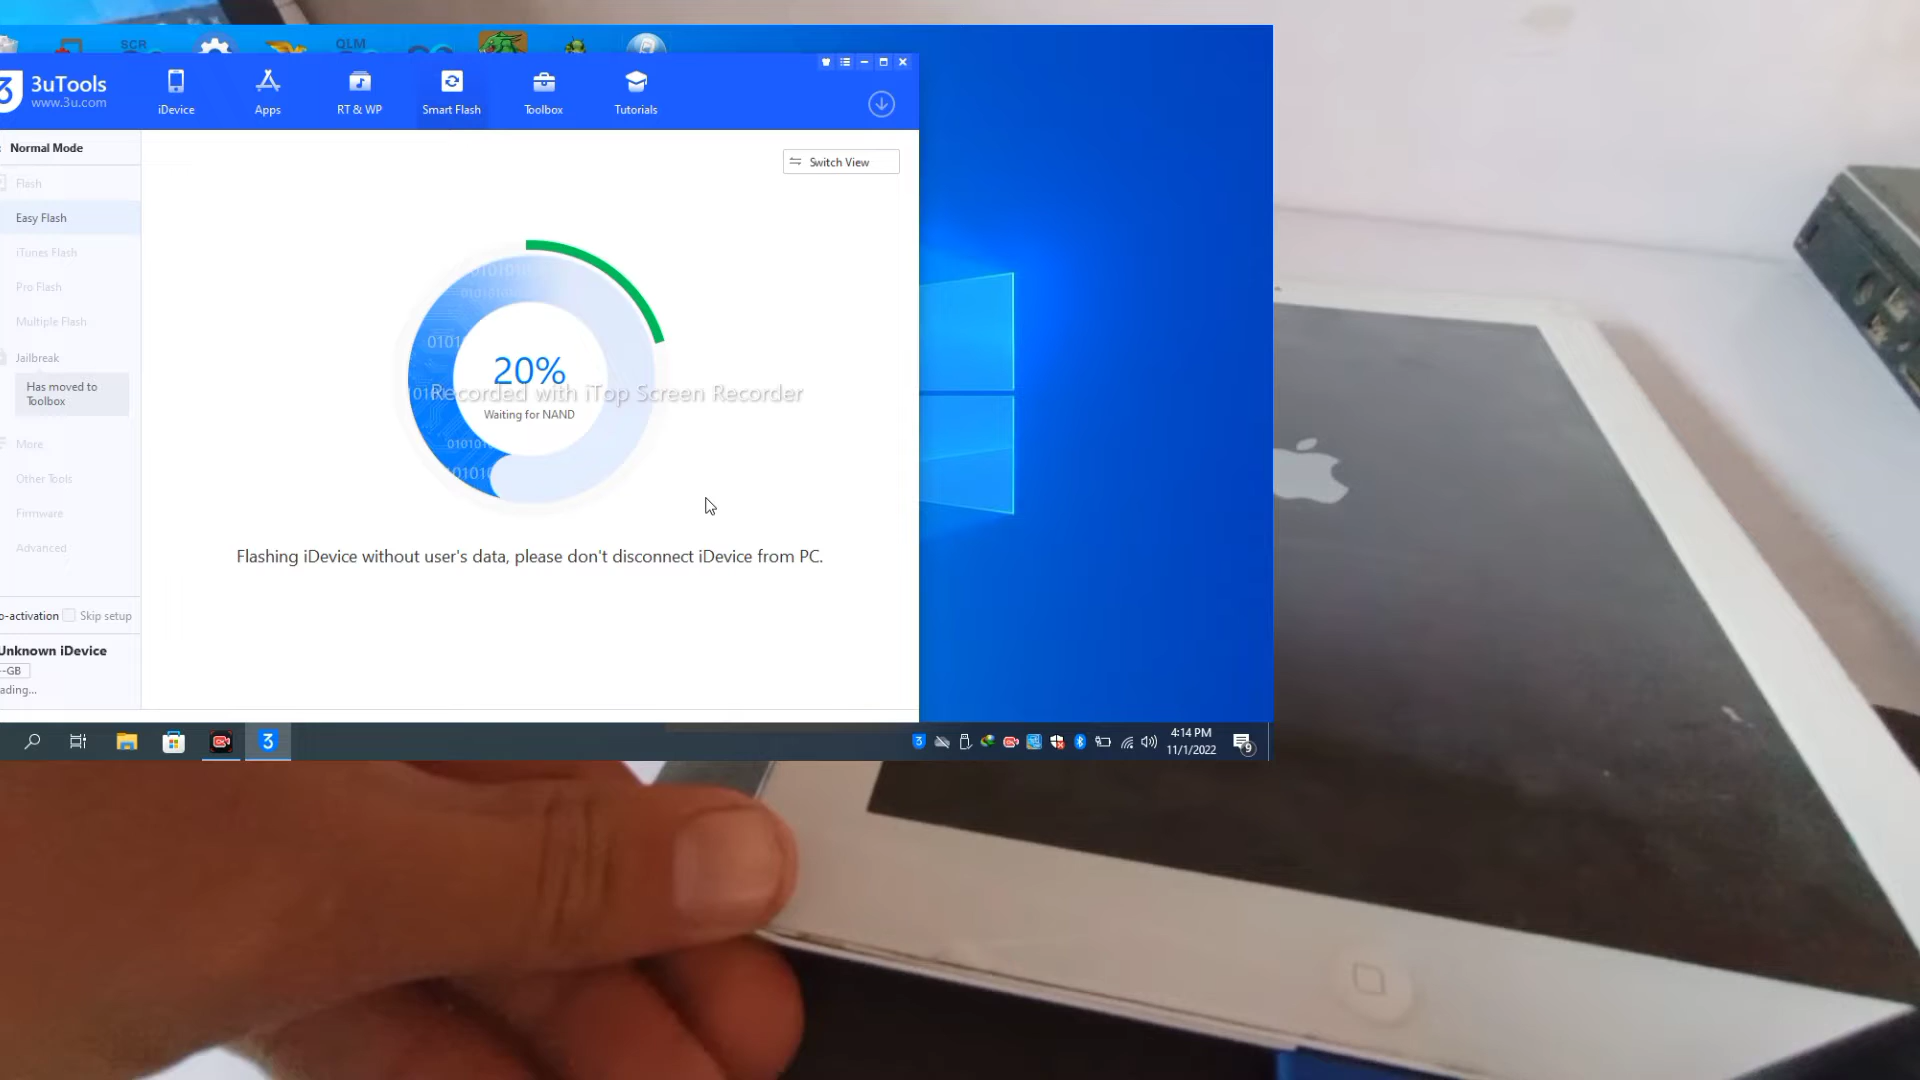 SCR
QLM
3uTools
www.3u.com
iDevice
Apps
RT & WP
Smart Flash
Toolbox
Tutorials
Normal Mode
Switch View
Flash
Easy Flash
iTunes Flash
Pro Flash
Multiple Flash
Jailbreak
Has moved to
Toolbox
More
Other Tools
Firmware
Advanced
20%
Recorded with iTop Screen Recorder
Waiting for NAND
Flashing iDevice without user's data, please don't disconnect iDevice from PC.
o-activation Skip setup
Unknown iDevice
--GB
ading...
4:14 PM
11/1/2022
9